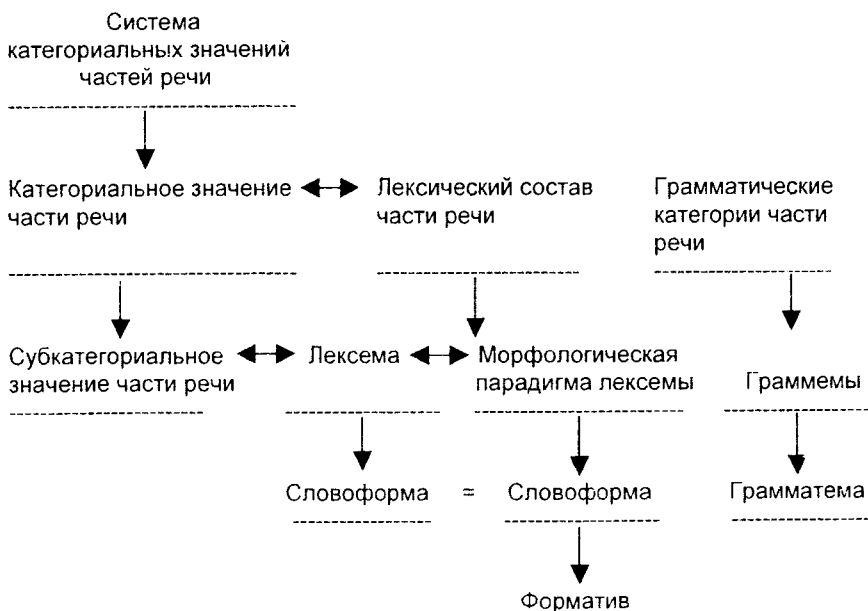 Система
категориальных значений
частей речи
Категориальное значение
части речи
Лексический состав
части речи
Грамматические
категории части
речи
Субкатегориальное
значение части речи
Лексема
Морфологическая
парадигма лексемы
Граммемы
Словоформа = Словоформа
Грамматема
Форматив